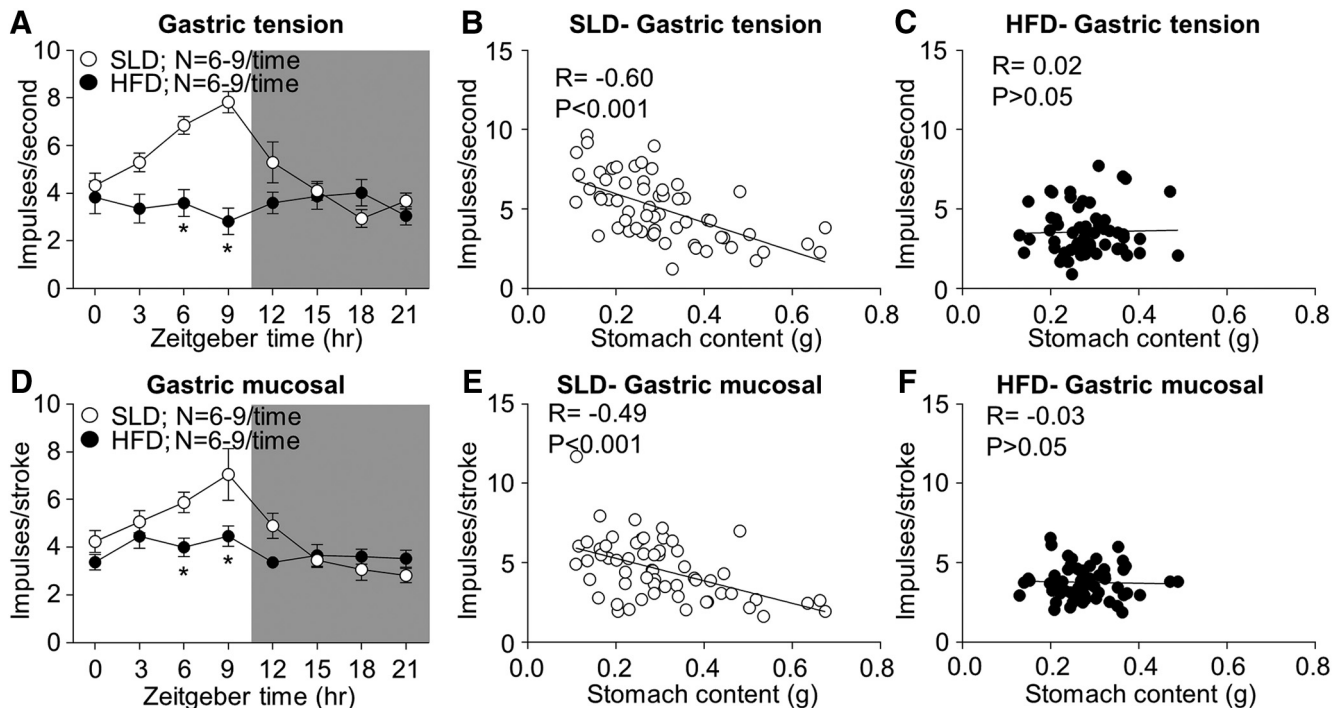 A
Gastric tension
SLD; N=6-9/time
HFD; N=6-9/time
Impulses/second
10
8
6
4
2
0
*
*
0 3 6 9 12 15 18 21
Zeitgeber time (hr)
B
SLD- Gastric tension
R= -0.60
P<0.001
Impulses/second
15
10
5
0
0.0 0.2 0.4 0.6 0.8
Stomach content (g)
C
HFD- Gastric tension
R= 0.02
P>0.05
Impulses/second
15
10
5
0
0.0 0.2 0.4 0.6 0.8
Stomach content (g)
D
Gastric mucosal
SLD; N=6-9/time
HFD; N=6-9/time
Impulses/stroke
10
8
6
4
2
0
*
*
0 3 6 9 12 15 18 21
Zeitgeber time (hr)
E
SLD- Gastric mucosal
R= -0.49
P<0.001
Impulses/stroke
15
10
5
0
0.0 0.2 0.4 0.6 0.8
Stomach content (g)
F
HFD- Gastric mucosal
R= -0.03
P>0.05
Impulses/stroke
15
10
5
0
0.0 0.2 0.4 0.6 0.8
Stomach content (g)